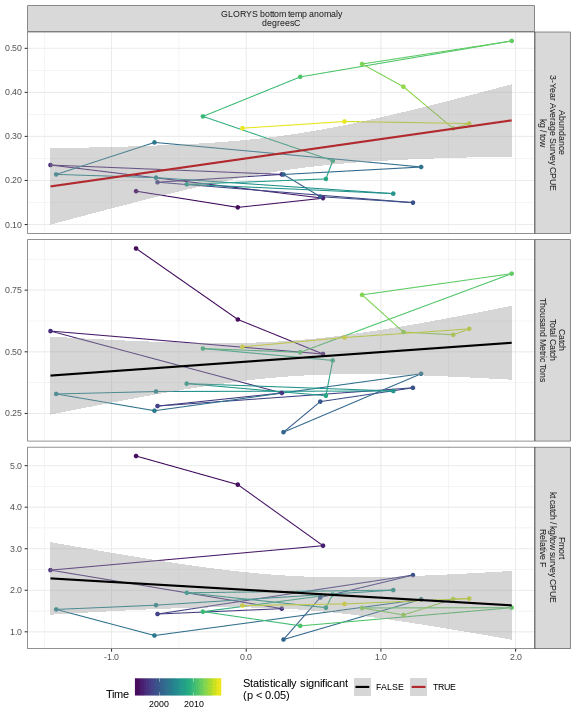 GLORYS bottom temp anomaly
degreesC
0.50
0.40
0.30
0.20
0.10
Abundance
3-Year Average Survey CPUE
kg / tow
0.75
0.50
0.25
Catch
Total Catch
Thousand Metric Tons
5.0
4.0
3.0
2.0
1.0
Fmort
kt catch / kg/tow survey CPUE
Relative F
-1.0
0.0
1.0
2.0
Time
2000
2010
Statistically significant
(p < 0.05)
FALSE
TRUE